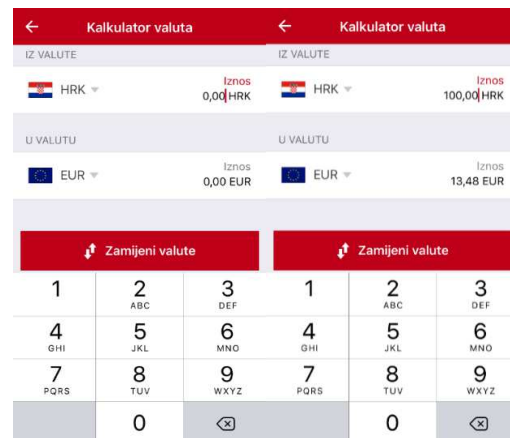 Kalkulator valuta
IZ VALUTE
HRK
Iznos
0,00 HRK
U VALUTU
EUR
Iznos
0,00 EUR
Zamijeni valute
1
2
ABC
3
DEF
4
GHI
5
JKL
6
MNO
7
PQRS
8
TUV
9
WXYZ
0
Kalkulator valuta
IZ VALUTE
HRK
Iznos
100,00 HRK
U VALUTU
EUR
Iznos
13,48 EUR
Zamijeni valute
1
2
ABC
3
DEF
4
GHI
5
JKL
6
MNO
7
PQRS
8
TUV
9
WXYZ
0